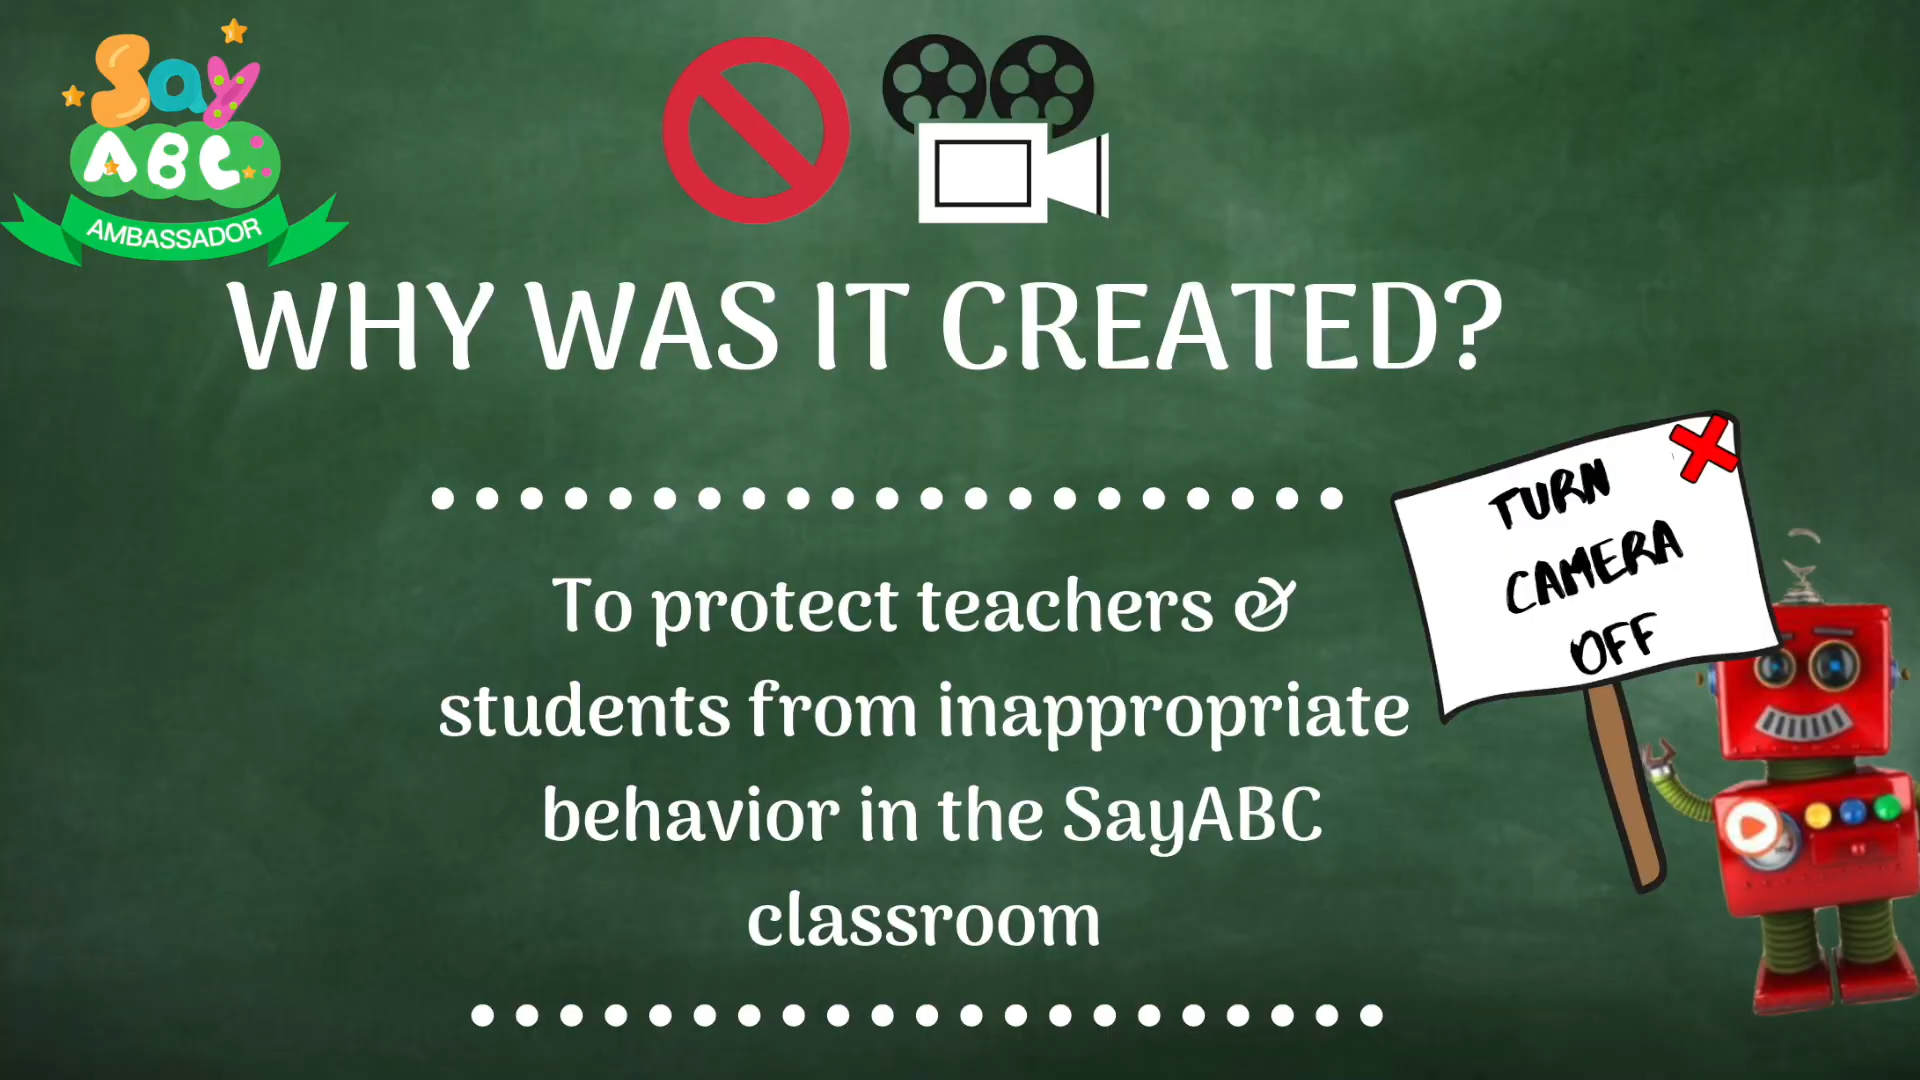 Say
ABC
AMBASSADOR
WHY WAS IT CREATED?
To protect teachers &
students from inappropriate
behavior in the SayABC
classroom
TURN
CAMERA
OFF